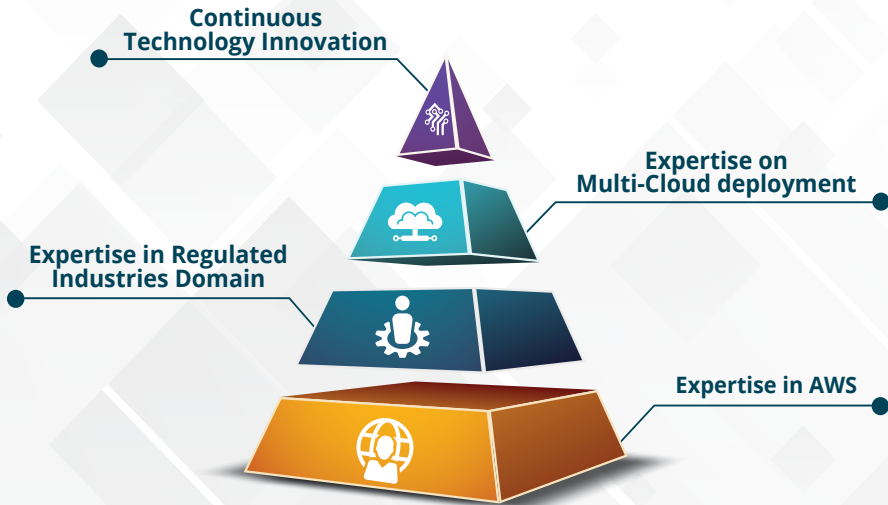 Continuous
Technology Innovation
Expertise on
Multi-Cloud deployment
Expertise in Regulated
Industries Domain
Expertise in AWS